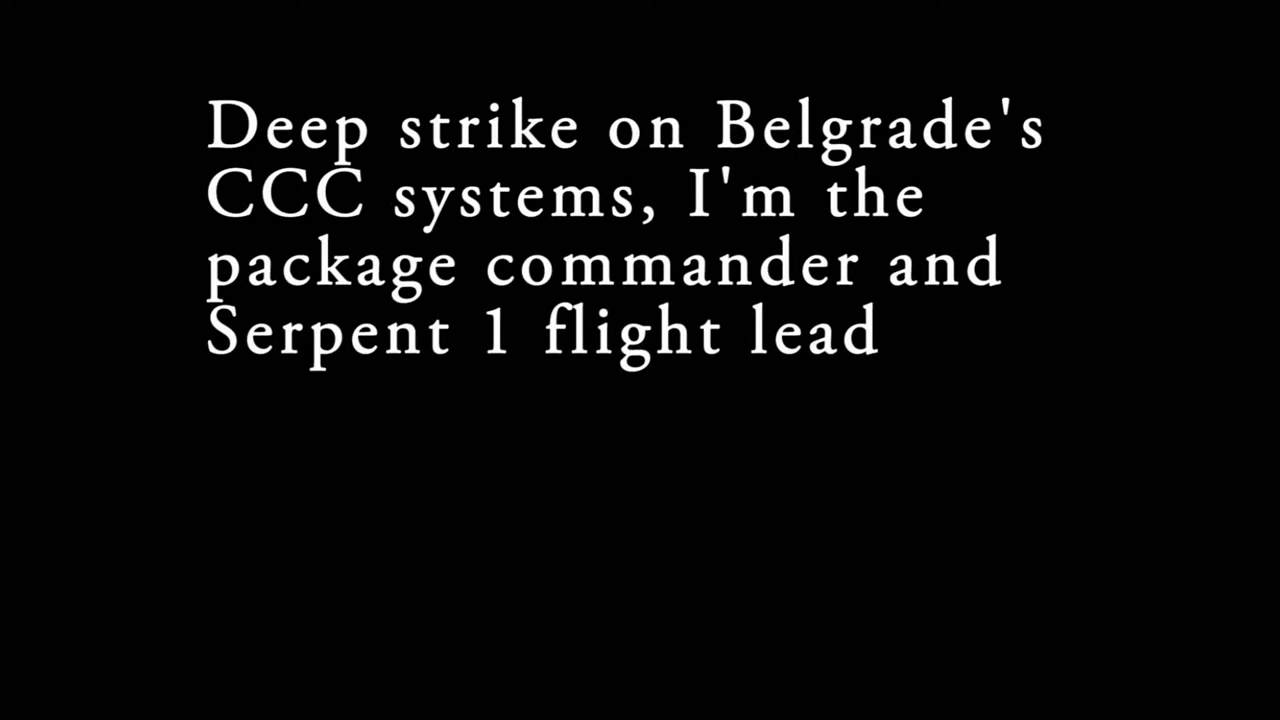 Deep strike on Belgrade's
CCC systems, I'm the
package commander and
Serpent 1 flight lead